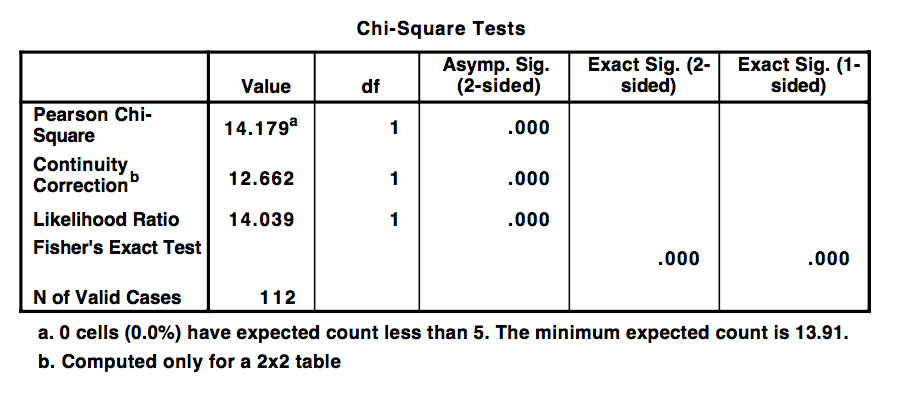 Chi-Square Tests
Value df Asymp. Sig. (2-sided) Exact Sig. (2-sided) Exact Sig. (1-sided)
Pearson Chi-Square 14.179a 1 .000
Continuity Correctionb 12.662 1 .000
Likelihood Ratio 14.039 1 .000
Fisher's Exact Test .000 .000
N of Valid Cases 112
a. 0 cells (0.0%) have expected count less than 5. The minimum expected count is 13.91.
b. Computed only for a 2x2 table